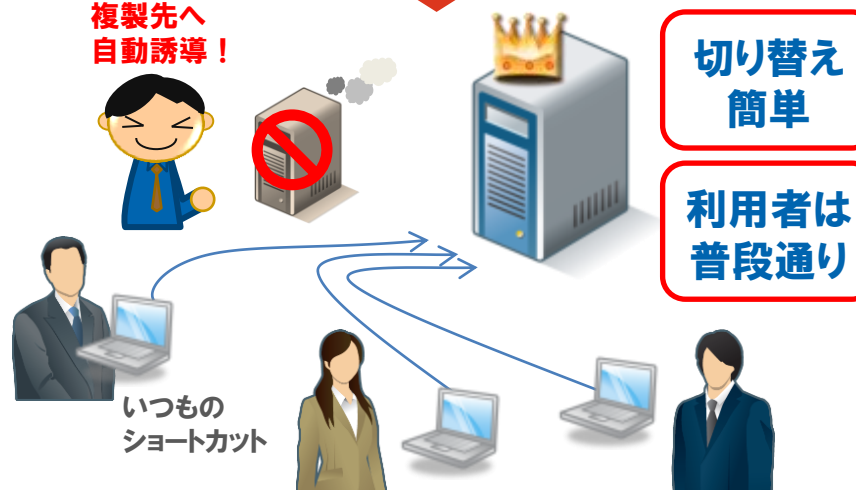 複製先へ
自動誘導！
切り替え
簡単
利用者は
普段通り
いつもの
ショートカット